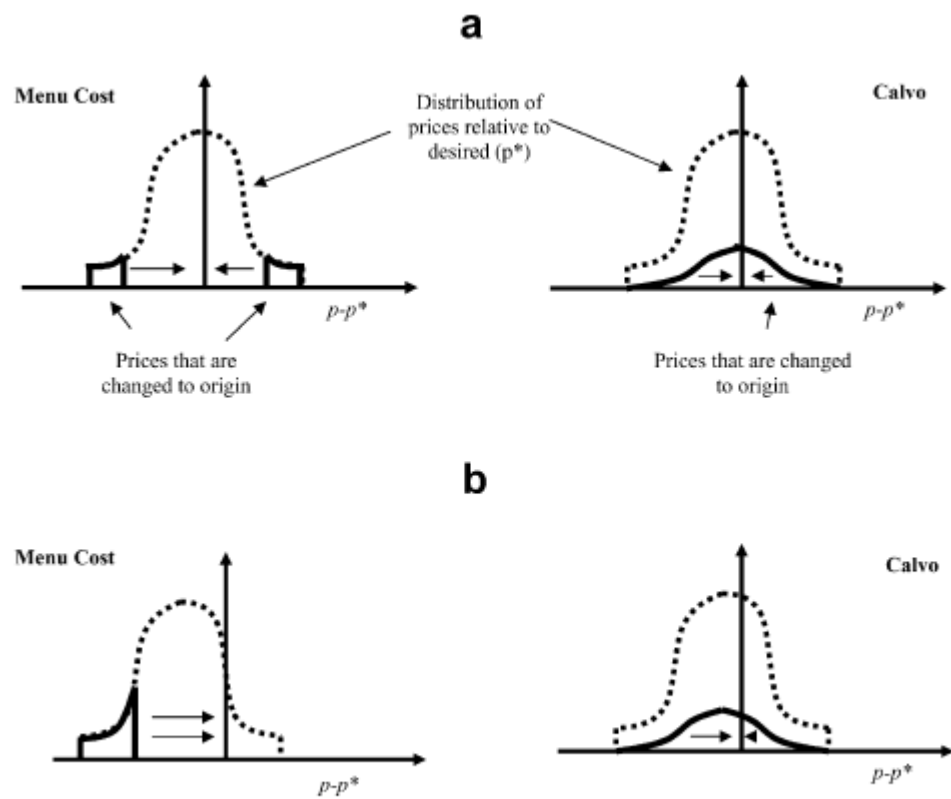 a
Menu Cost
Distribution of
prices relative to
desired (p*)
Calvo
p-p*
p-p*
Prices that are
changed to origin
Prices that are changed
to origin
b
Menu Cost
Calvo
p-p*
p-p*